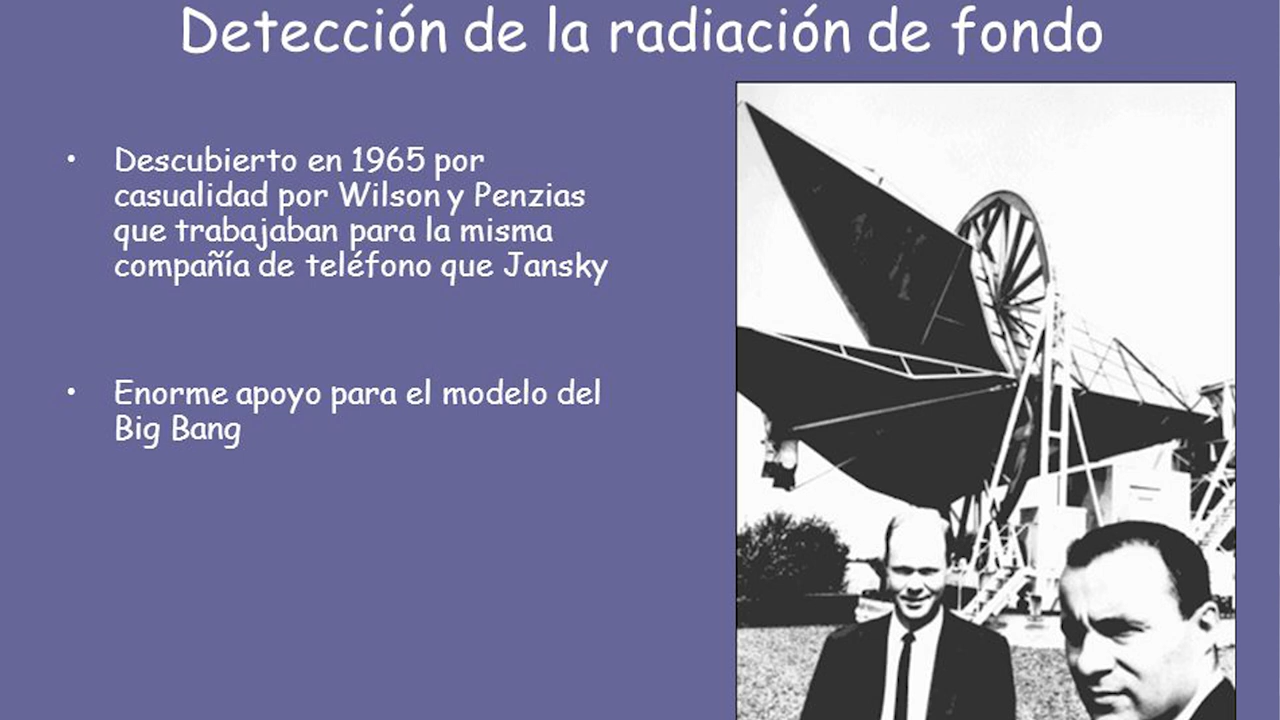 Detección de la radiación de fondo
• Descubierto en 1965 por
casualidad por Wilson y Penzias
que trabajaban para la misma
compañía de teléfono que Jansky
• Enorme apoyo para el modelo del
Big Bang